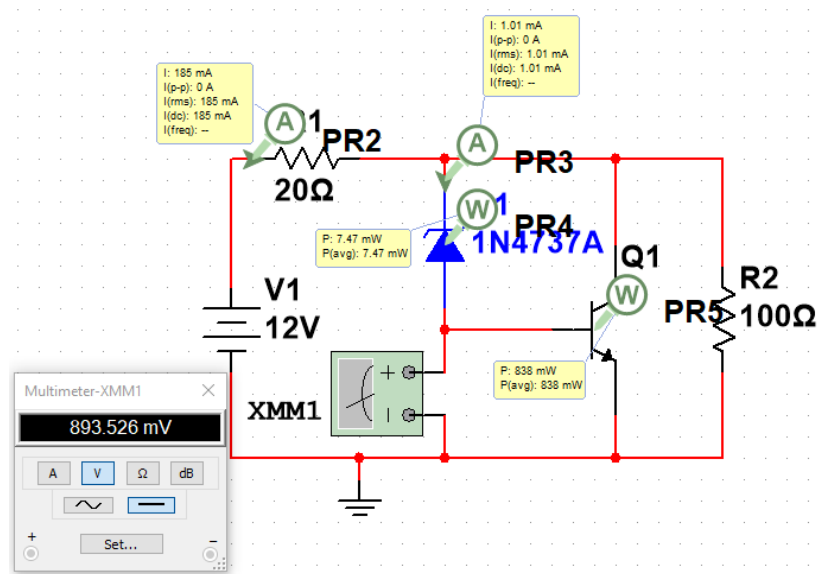 I: 1.01 mA
I(p-p): 0 A
I(rms): 1.01 mA
I(dc): 1.01 mA
I(freq): --
I: 185 mA
I(p-p): 0 A
I(rms): 185 mA
I(dc): 185 mA
I(freq): --
A
1
PR2
A
PR3
20Ω
W
1
PR4
1N4737A
P: 7.47 mW
P(avg): 7.47 mW
Q1
W
R2
PR5
100Ω
V1
12V
P: 838 mW
P(avg): 838 mW
XMM1
+
−
Multimeter-XMM1
893.526 mV
A
V
Ω
dB
+
Set...
−